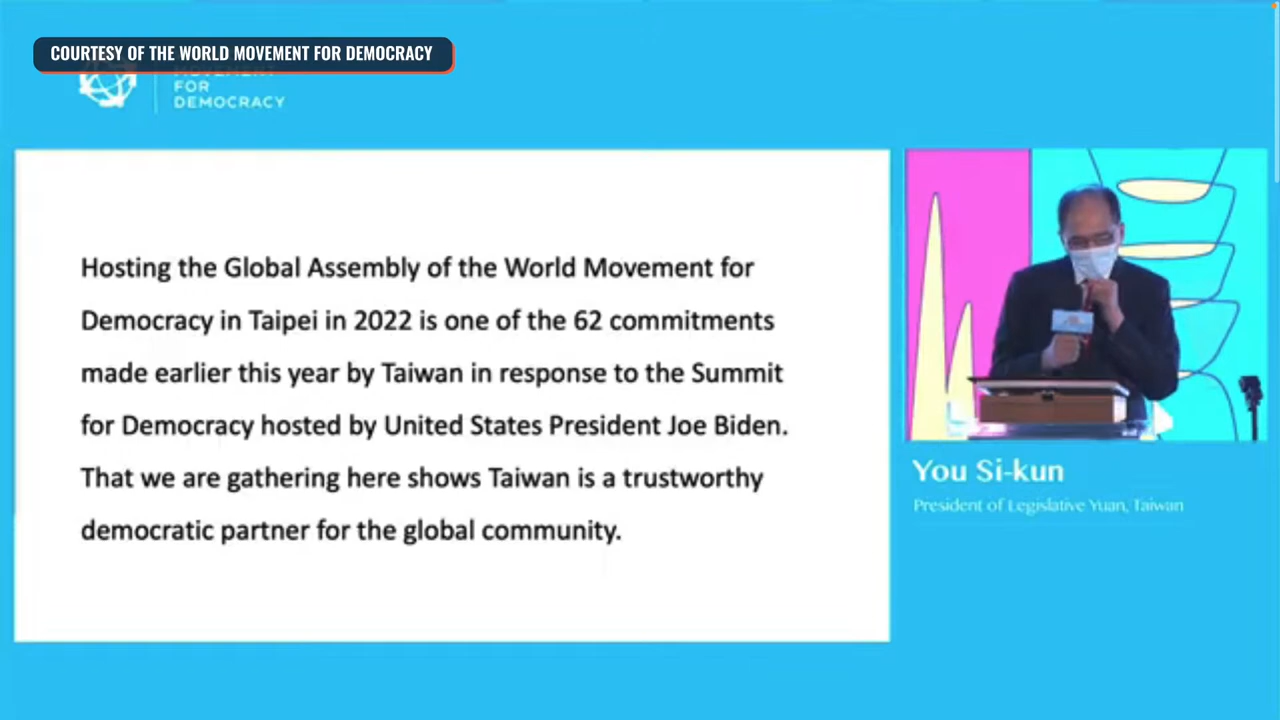 COURTESY OF THE WORLD MOVEMENT FOR DEMOCRACY
MOVEMENT
FOR
DEMOCRACY
Hosting the Global Assembly of the World Movement for
Democracy in Taipei in 2022 is one of the 62 commitments
made earlier this year by Taiwan in response to the Summit
for Democracy hosted by United States President Joe Biden.
That we are gathering here shows Taiwan is a trustworthy
democratic partner for the global community.
You Si-kun
President of Legislative Yuan, Taiwan